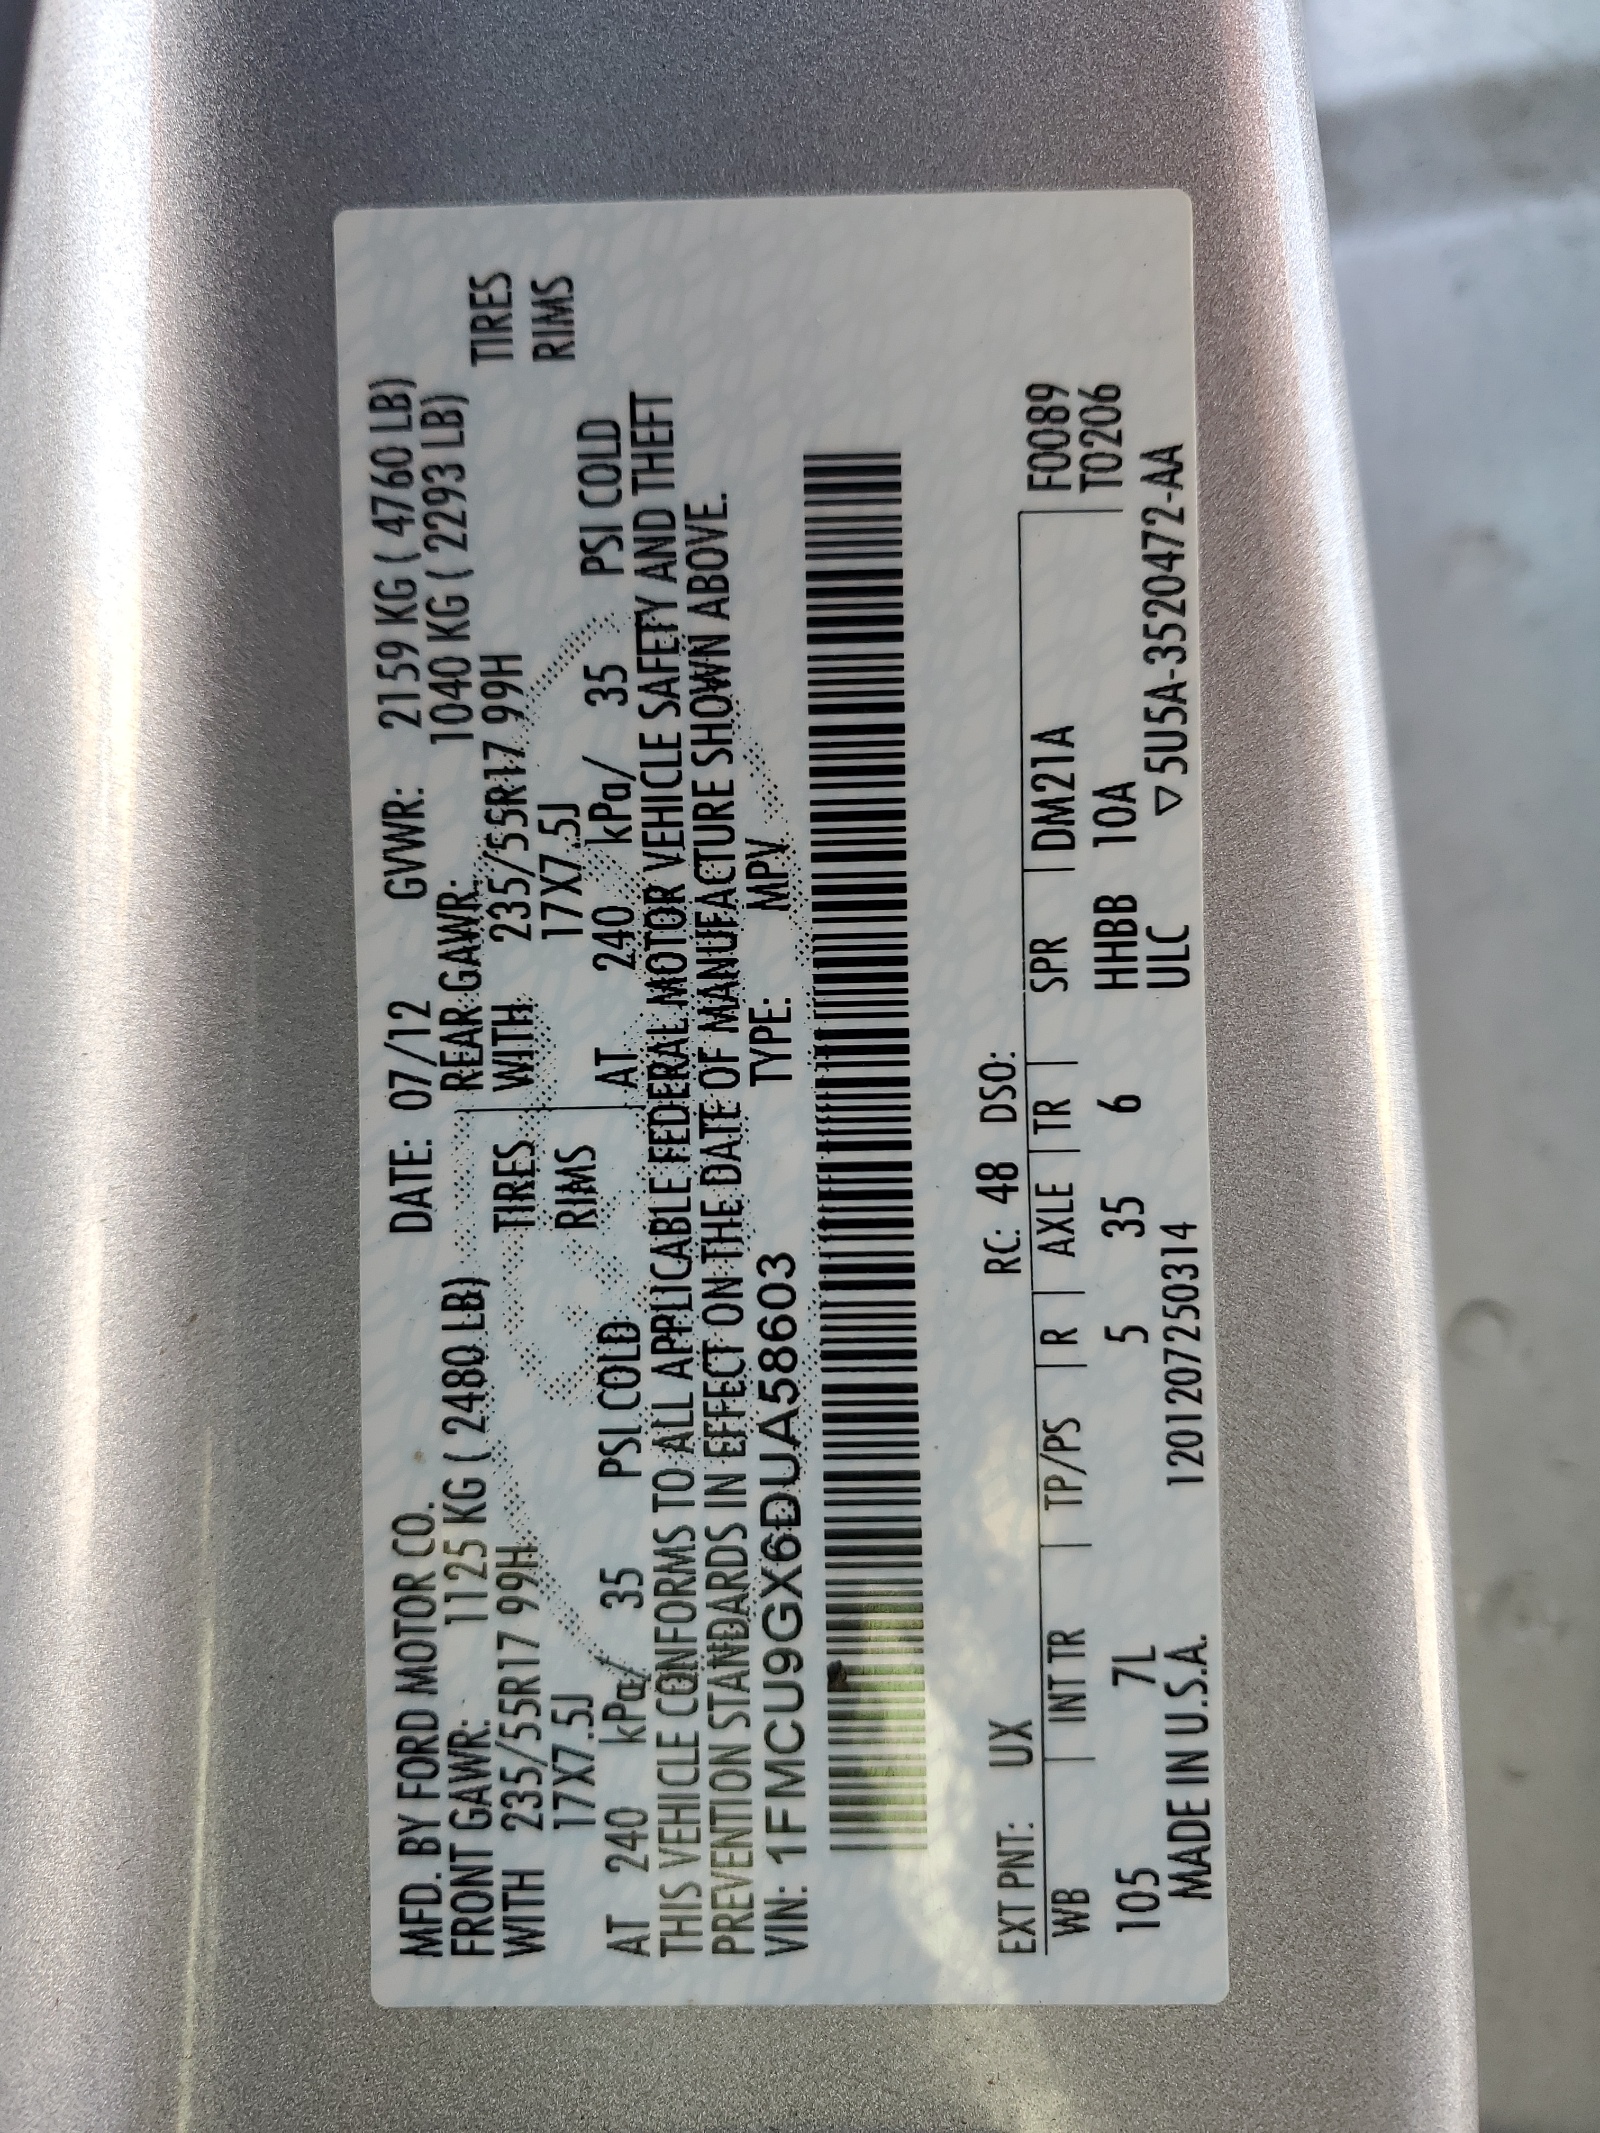 MFD. BY FORD MOTOR CO. DATE: 07/12 GVWR: 2159 KG ( 4760 LB)
FRONT GAWR: 1125 KG ( 2480 LB) REAR GAWR: 1040 KG ( 2293 LB)
WITH 235/55R17 99H TIRES WITH 235/55R17 99H TIRES
17X7.5J RIMS 17X7.5J RIMS
AT 240 kPa/ 35 PSI COLD AT 240 kPa/ 35 PSI COLD
THIS VEHICLE CONFORMS TO ALL APPLICABLE FEDERAL MOTOR VEHICLE SAFETY AND THEFT
PREVENTION STANDARDS IN EFFECT ON THE DATE OF MANUFACTURE SHOWN ABOVE.
VIN: 1FMCU9GX6DUA58603 TYPE: MPV
EXT PNT: UX RC: 48 DSO:
WB INT TR TP/PS R AXLE TR SPR DM21A F0089
105 7L 5 35 6 HHBB 10A T0206
MADE IN U.S.A. 120120725031​4 ULC ▽5U5A-3520472-AA